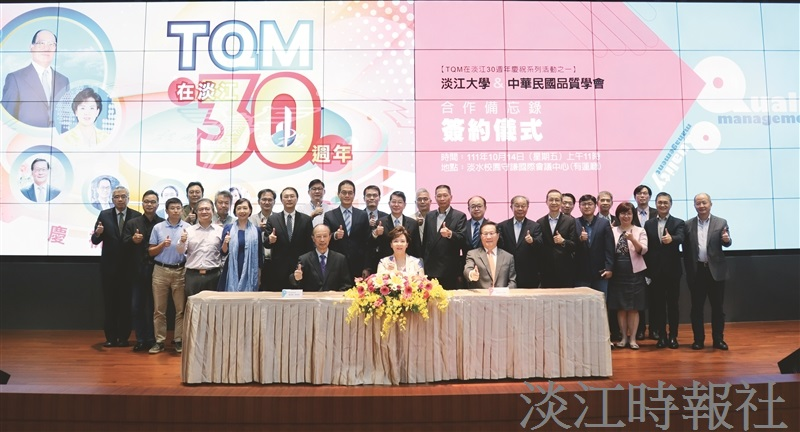 TQM
在淡江
30
週年
慶
【TQM在淡江30週年慶祝系列活動之一】
淡江大學 & 中華民國品質學會
合作備忘錄
簽約儀式
時間：111年10月14日（星期五）上午11時
地點：淡水校園守謙國際會議中心（有蓮廳）
Quality
management
Quality
management
淡江時報社